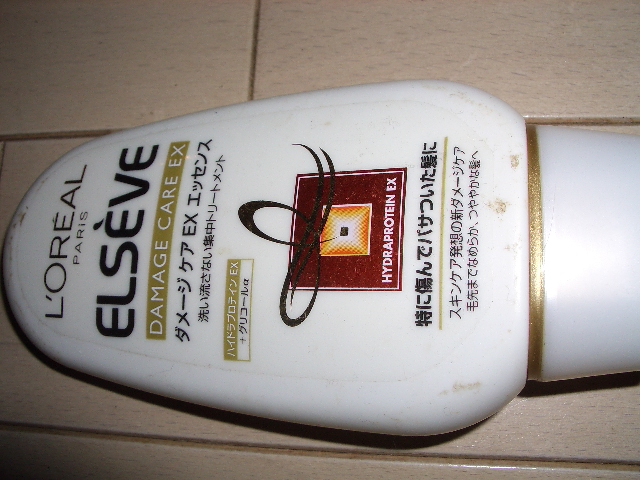 L'ORÉAL
PARIS
ELSÈVE
DAMAGE CARE EX
ダメージ ケア EX エッセンス
洗い流さない集中トリートメント
ハイドラプロテイン EX
+グリコールα
HYDRAPROTEIN EX
特に傷んでパサついた髪に
スキンケア発想の新ダメージケア
毛先までなめらか、つややかな髪へ